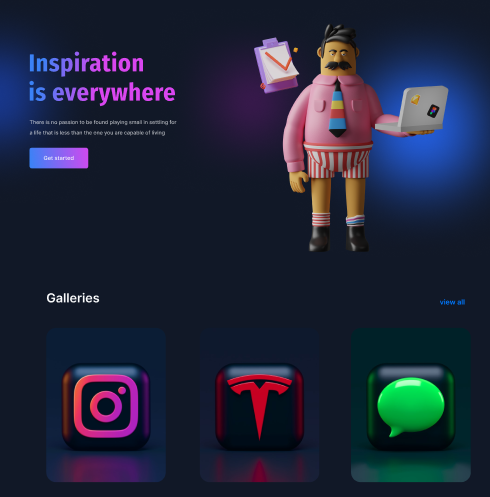 Inspiration
is everywhere
There is no passion to be found playing small in settling for
a life that is less than the one you are capable of living
Get started
Galleries
view all